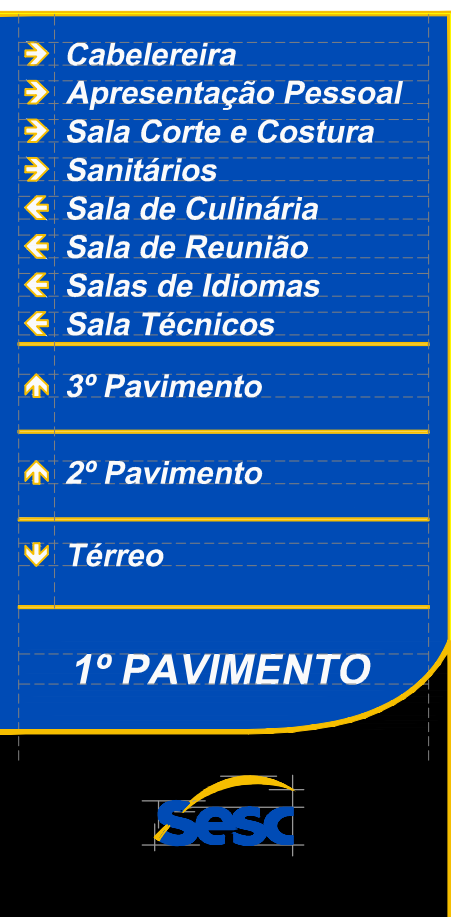 Cabelereira
Apresentação Pessoal
Sala Corte e Costura
Sanitários
Sala de Culinária
Sala de Reunião
Salas de Idiomas
Sala Técnicos
3º Pavimento
2º Pavimento
Térreo
1º PAVIMENTO
Sesc